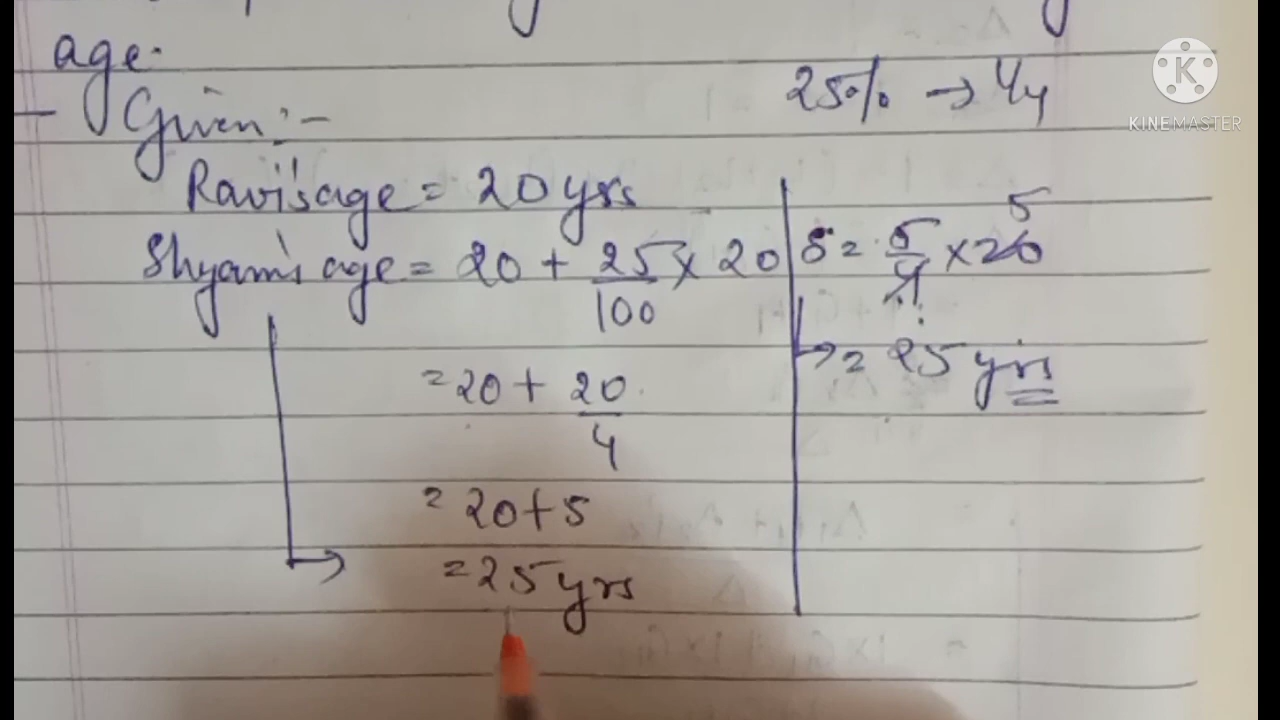 age.
25% → 1/4
Given:-
Ravi's age = 20 yrs
Shyam's age = 20 + 25/100 × 20
= 20 + 20/4
= 20 + 5
= 25 yrs
S = 5/4 × 20 5
= 25 yrs
KINEMASTER